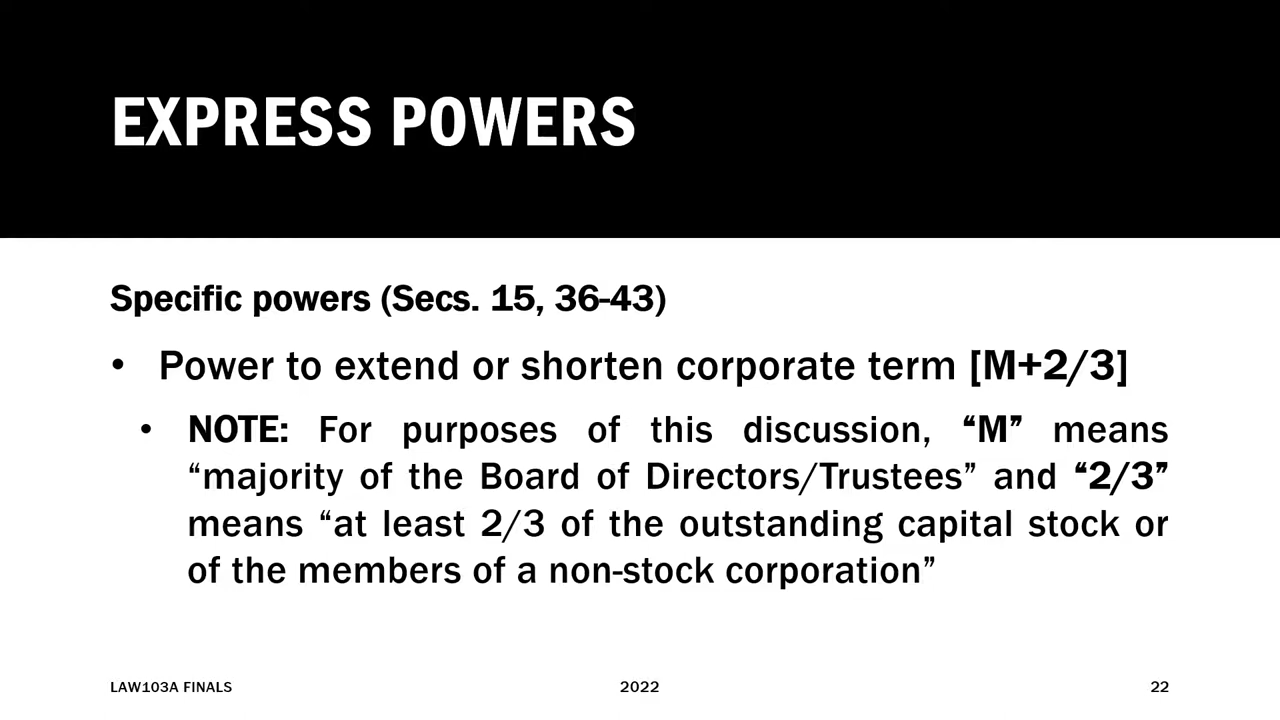 EXPRESS POWERS
Specific powers (Secs. 15, 36-43)
• Power to extend or shorten corporate term [M+2/3]
• NOTE: For purposes of this discussion, “M” means
“majority of the Board of Directors/Trustees” and “2/3”
means “at least 2/3 of the outstanding capital stock or
of the members of a non-stock corporation”
LAW103A FINALS
2022
22